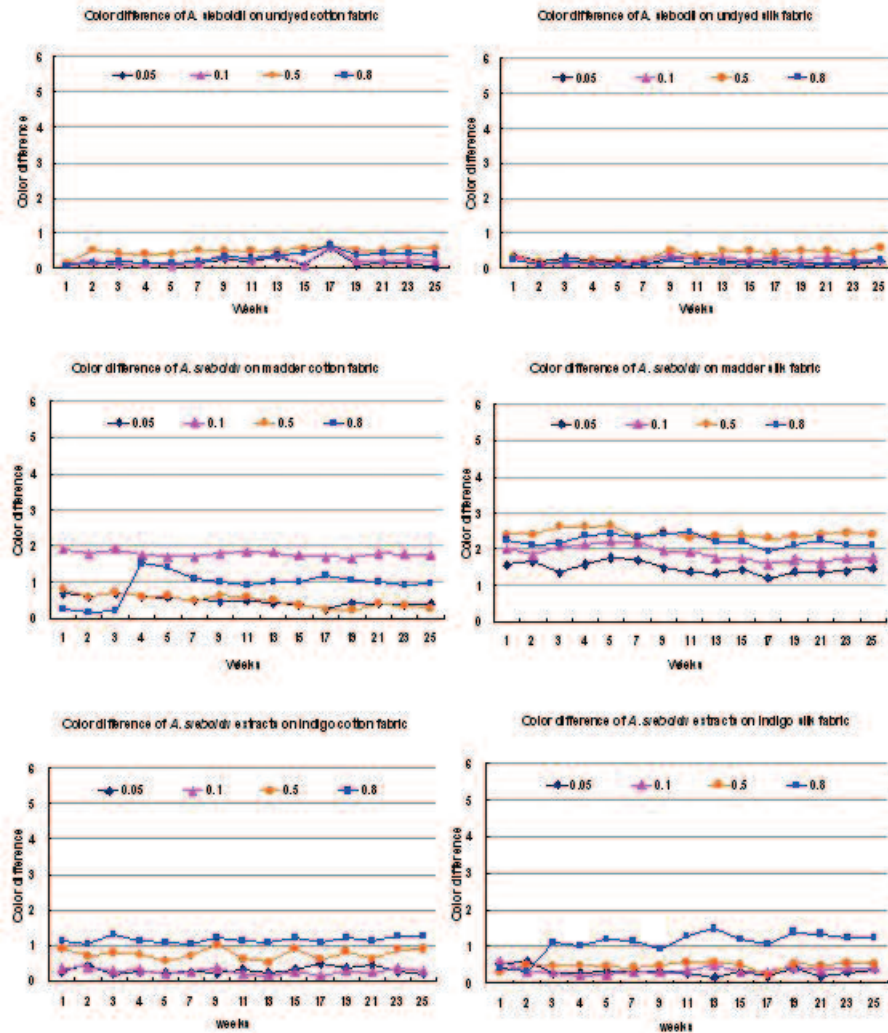 Color difference of A. sieboldii on undyed cotton fabric
6
5
4
3
2
1
0
0.05 0.1 0.5 0.8
Color difference
1 2 3 4 5 7 9 11 13 15 17 19 21 23 25
Weeks
Color difference of A. siebodii on undyed silk fabric
6
5
4
3
2
1
0
0.05 0.1 0.5 0.8
Color difference
1 2 3 4 5 7 9 11 13 15 17 19 21 23 25
Weeks
Color difference of A. sieboldv on madder cotton fabric
6
5
4
3
2
1
0
0.05 0.1 0.5 0.8
Color difference
1 2 3 4 5 7 9 11 13 15 17 19 21 23 25
Weeks
Color difference of A. sieboldv on madder silk fabric
6
5
4
3
2
1
0
0.05 0.1 0.5 0.8
Color difference
1 2 3 4 5 7 9 11 13 15 17 19 21 23 25
Weeks
Color difference of A. sieboldv extracts on indigo cotton fabric
6
5
4
3
2
1
0
0.05 0.1 0.5 0.8
Color difference
1 2 3 4 5 7 9 11 13 15 17 19 21 23 25
weeks
Color difference of A. sieboldv extracts on indigo silk fabric
6
5
4
3
2
1
0
0.05 0.1 0.5 0.8
Color difference
1 2 3 4 5 7 9 11 13 15 17 19 21 23 25
weeks